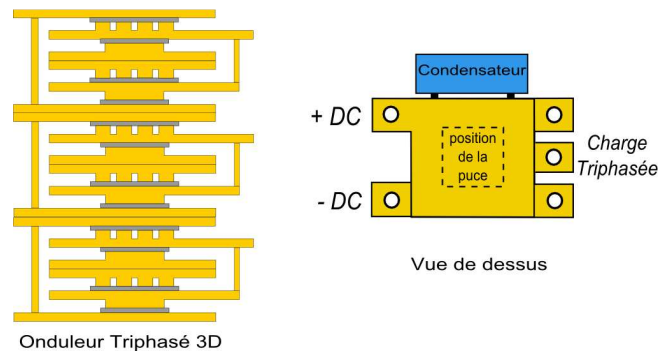 Condensateur
+ DC
position
de la
puce
Charge
Triphasée
- DC
Vue de dessus
Onduleur Triphasé 3D